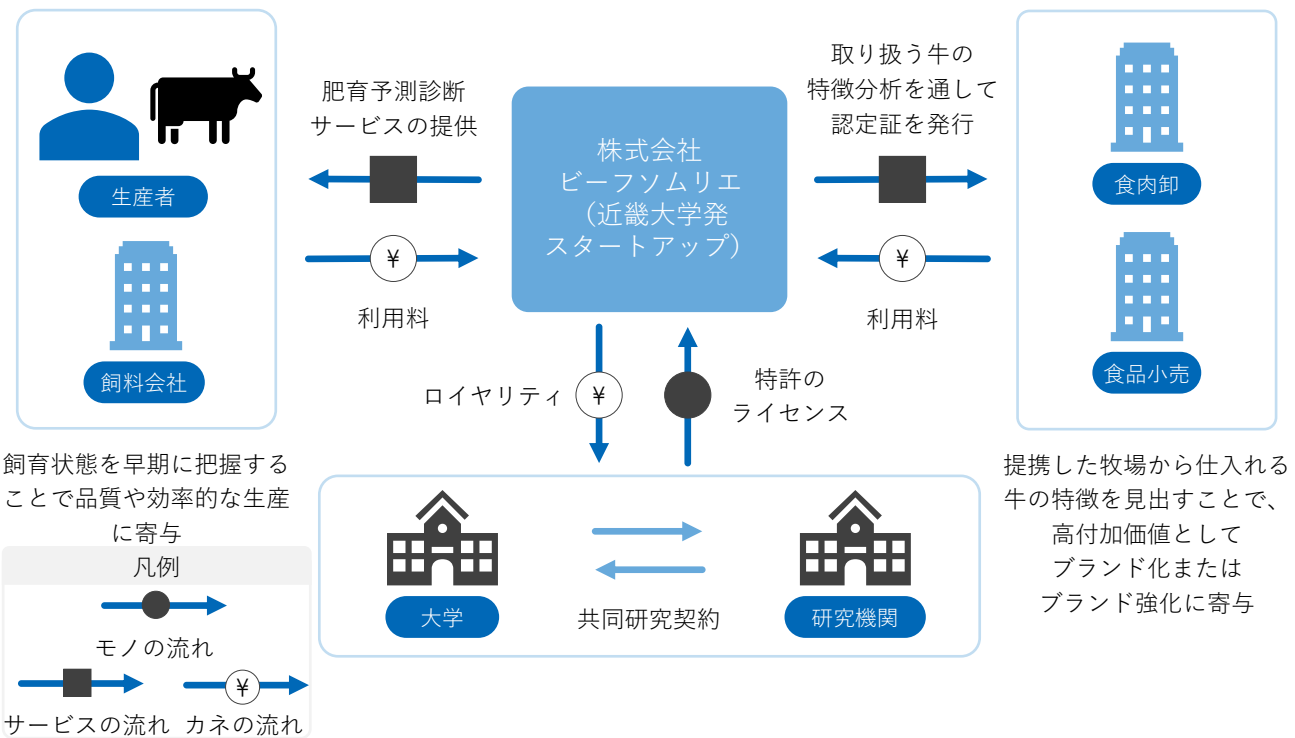 生産者
飼料会社
肥育予測診断
サービスの提供
¥
利用料
株式会社
ビーフソムリエ
（近畿大学発
スタートアップ）
取り扱う牛の
特徴分析を通して
認定証を発行
¥
利用料
食肉卸
食品小売
ロイヤリティ
¥
特許の
ライセンス
飼育状態を早期に把握する
ことで品質や効率的な生産
に寄与
提携した牧場から仕入れる
牛の特徴を見出すことで、
高付加価値として
ブランド化または
ブランド強化に寄与
大学
共同研究契約
研究機関
凡例
モノの流れ
サービスの流れ
¥
カネの流れ